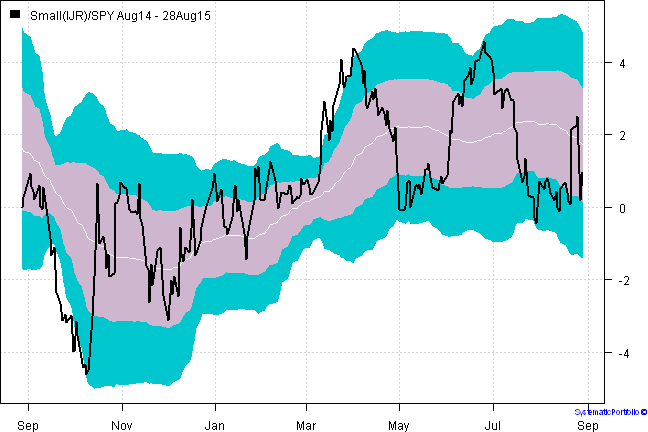 Small(IJR)/SPY Aug14 - 28Aug15
4
2
0
-2
-4
Sep Nov Jan Mar May Jul Sep
SystematicPortfolio ©